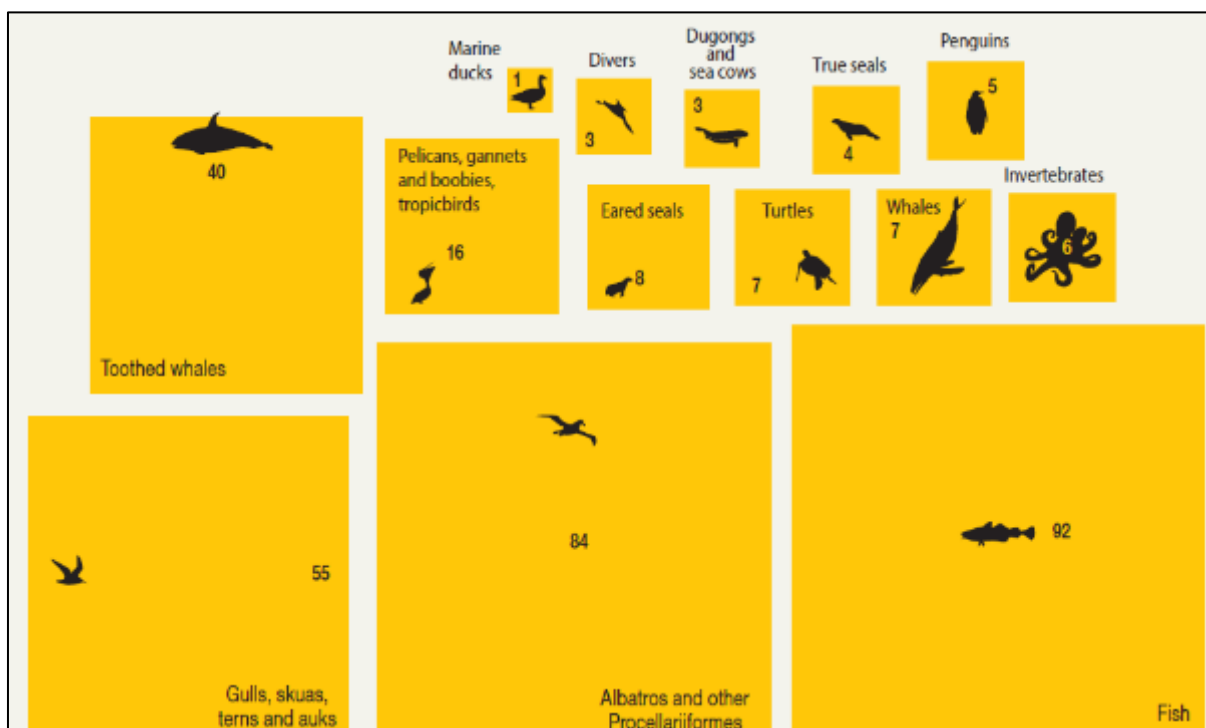 Marine
ducks
1
Divers
3
Dugongs
and
sea cows
3
True seals
4
Penguins
5
40
Toothed whales
Pelicans, gannets
and boobies,
tropicbirds
16
Eared seals
8
Turtles
7
Whales
7
Invertebrates
6
55
Gulls, skuas,
terns and auks
84
Albatros and other
Procellariiformes
92
Fish